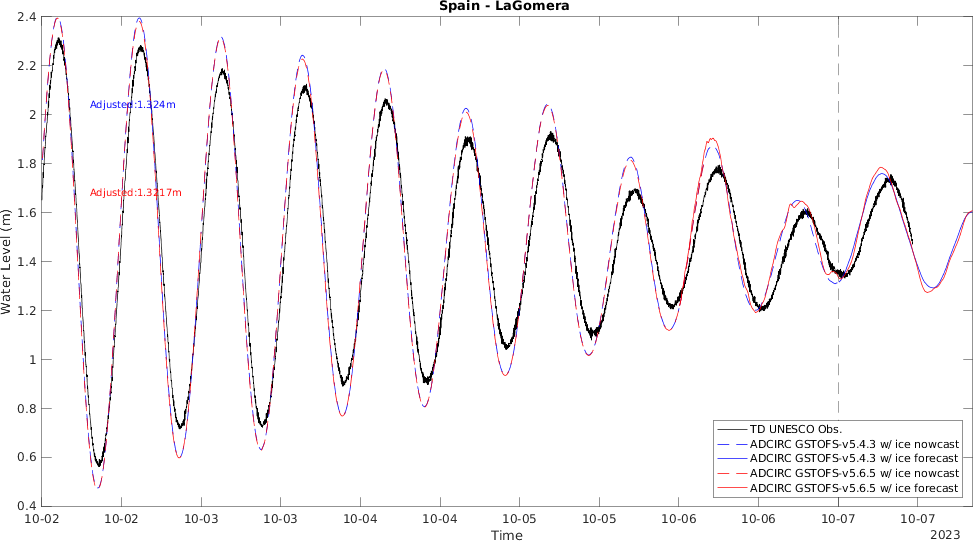 Spain - LaGomera
2.4
2.2
2
1.8
1.6
1.4
1.2
1
0.8
0.6
0.4
Water Level (m)
Adjusted:1.324m
Adjusted:1.3217m
TD UNESCO Obs.
ADCIRC GSTOFS-v5.4.3 w/ ice nowcast
ADCIRC GSTOFS-v5.4.3 w/ ice forecast
ADCIRC GSTOFS-v5.6.5 w/ ice nowcast
ADCIRC GSTOFS-v5.6.5 w/ ice forecast
10-02 10-02 10-03 10-03 10-04 10-04 10-05 10-05 10-06 10-06 10-07 10-07
Time
2023